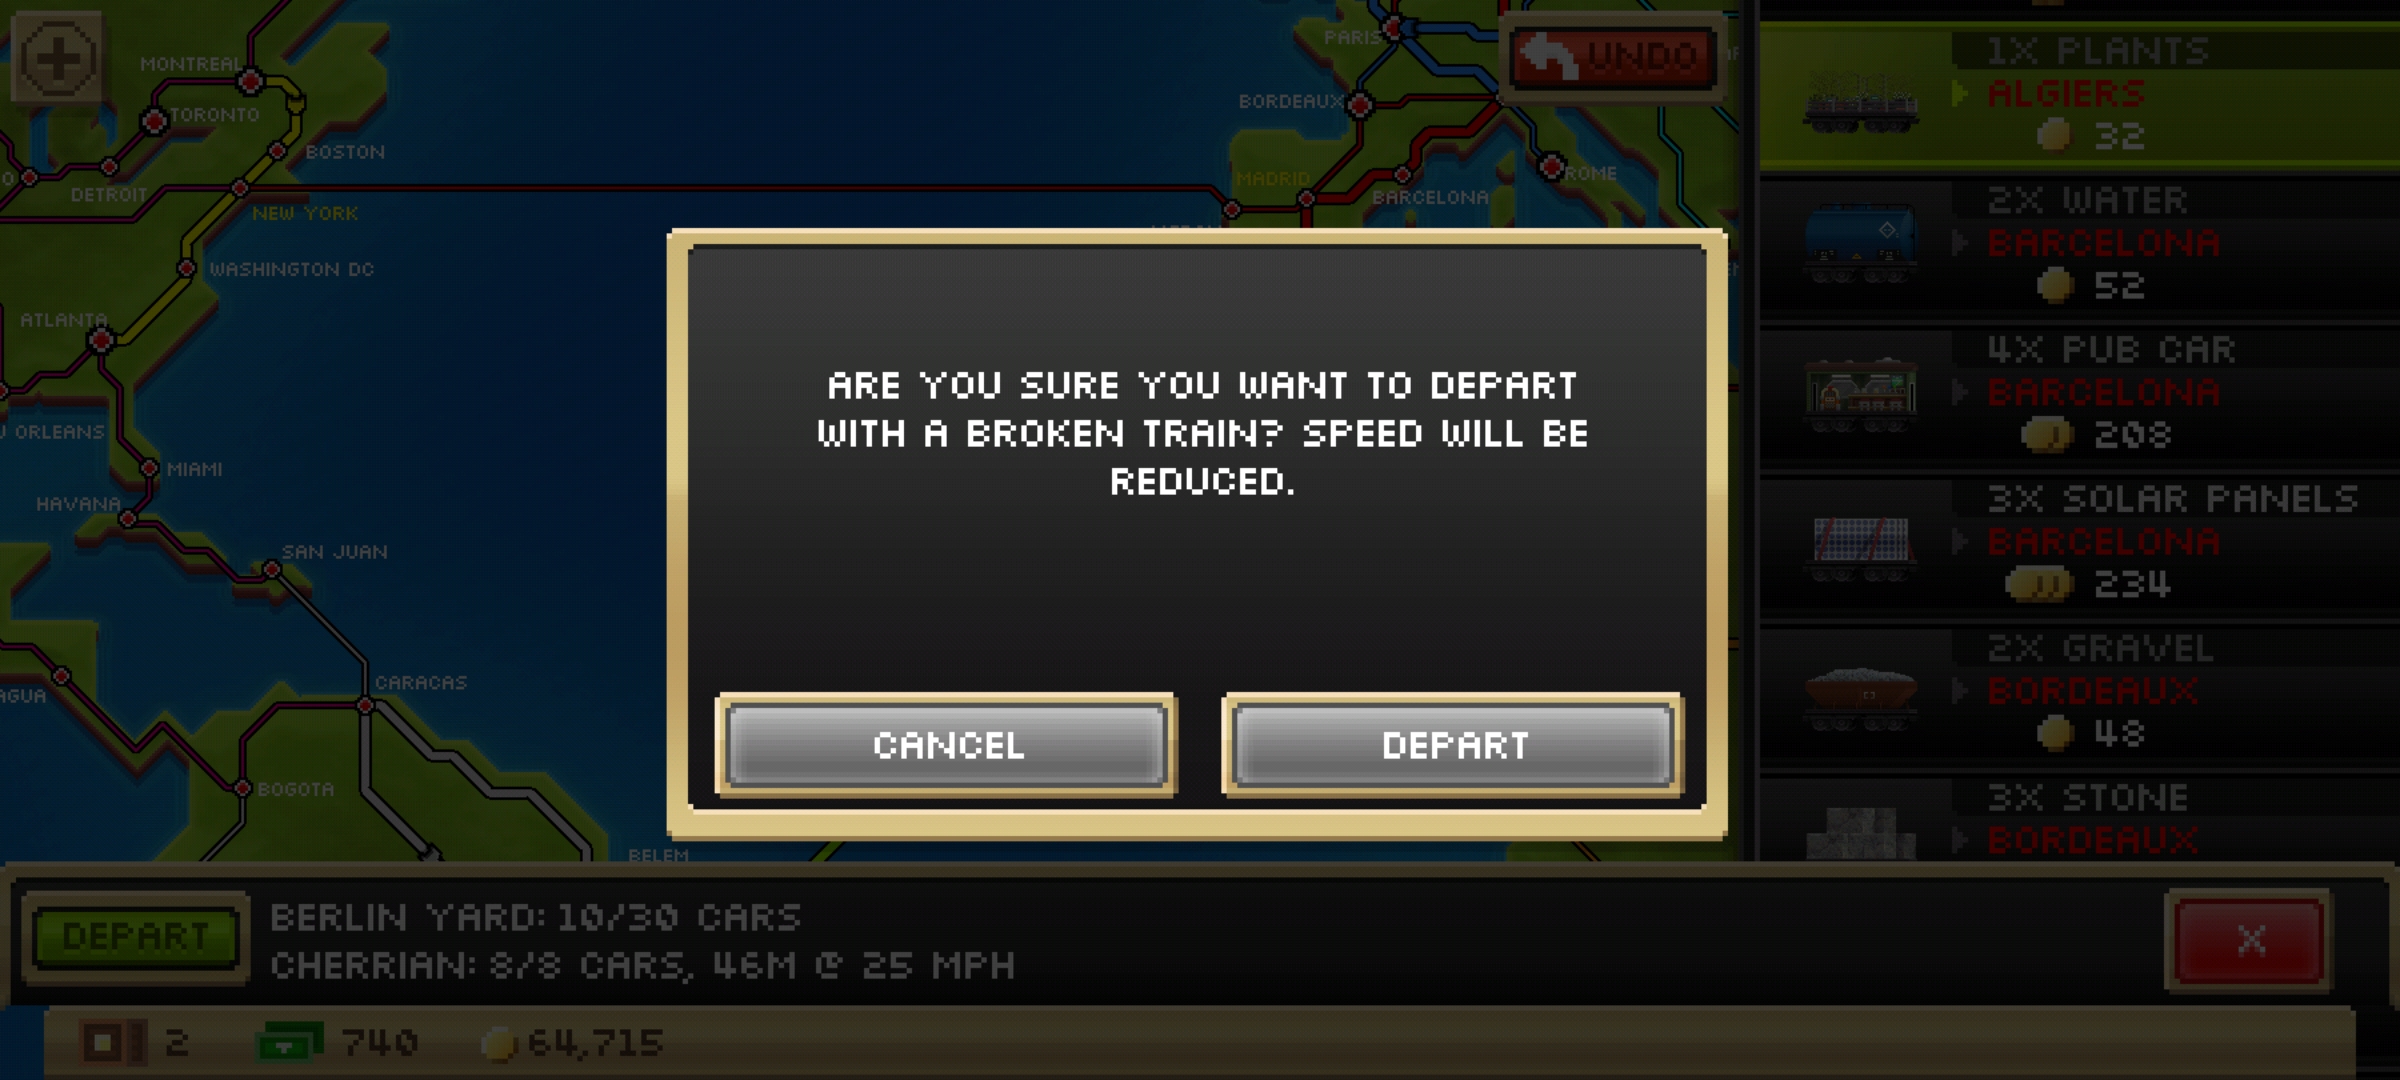 MONTREAL
TORONTO
BOSTON
DETROIT
NEW YORK
WASHINGTON DC
ATLANTA
ORLEANS
MIAMI
HAVANA
SAN JUAN
CARACAS
BOGOTA
BELEM
PARIS
BORDEAUX
MADRID
BARCELONA
ROME
UNDO
1X PLANTS
ALGIERS
32
2X WATER
BARCELONA
52
4X PUB CAR
BARCELONA
208
3X SOLAR PANELS
BARCELONA
234
2X GRAVEL
BORDEAUX
48
3X STONE
BORDEAUX
ARE YOU SURE YOU WANT TO DEPART
WITH A BROKEN TRAIN? SPEED WILL BE
REDUCED.
CANCEL
DEPART
DEPART
BERLIN YARD: 10/30 CARS
CHERRIAN: 8/8 CARS, 46M @ 25 MPH
X
2
740
64,715